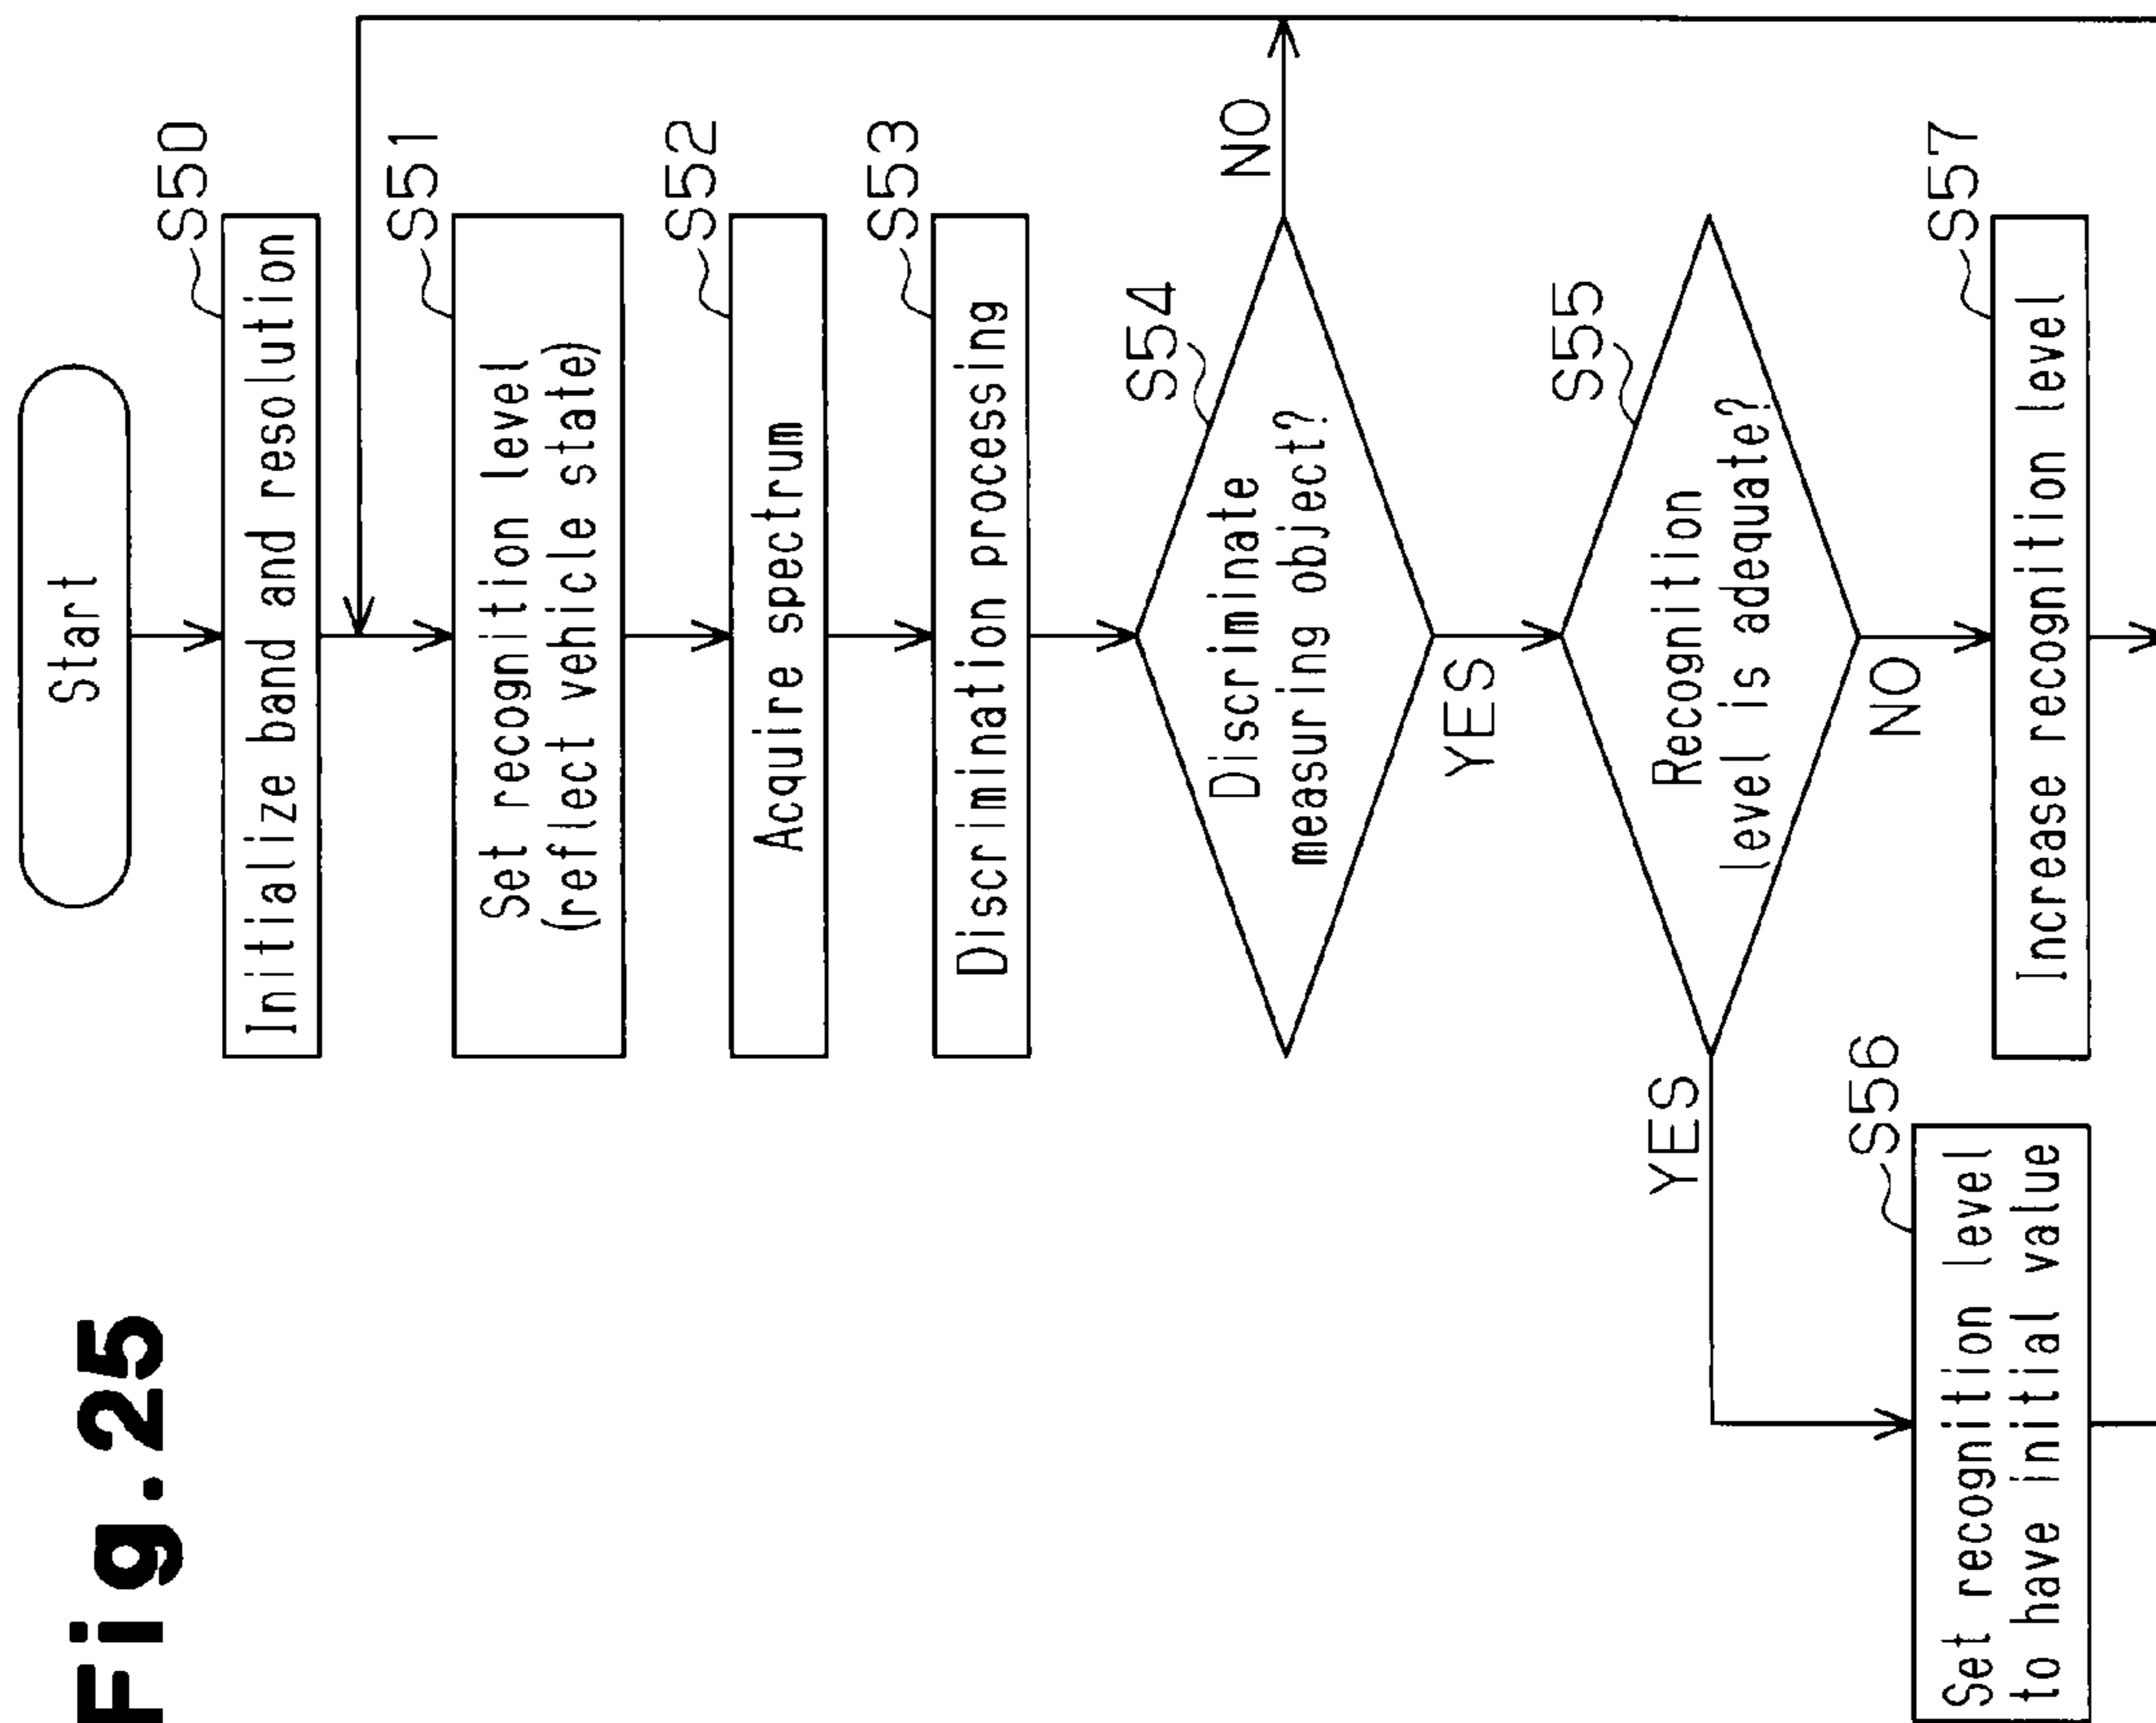 Fig.25
Start
S50
Initialize band and resolution
S51
Set recognition level
(reflect vehicle state)
S52
Acquire spectrum
S53
Discrimination processing
S54
Discriminate
measuring object?
NO
YES
S55
Recognition
level is adequate?
YES
NO
S56
Set recognition level
to have initial value
S57
Increase recognition level